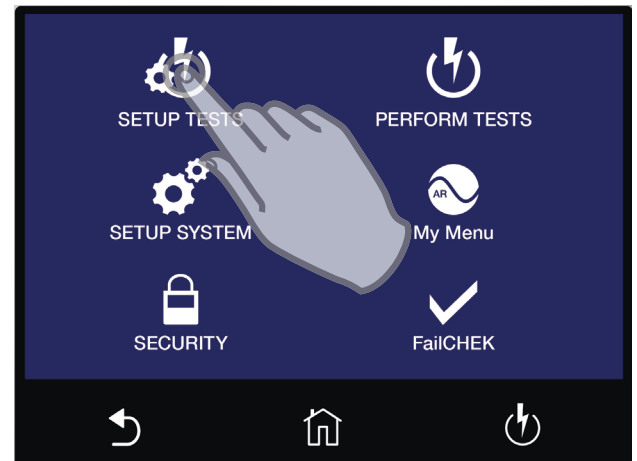 SETUP TESTS
PERFORM TESTS
SETUP SYSTEM
AR
My Menu
SECURITY
FailCHEK